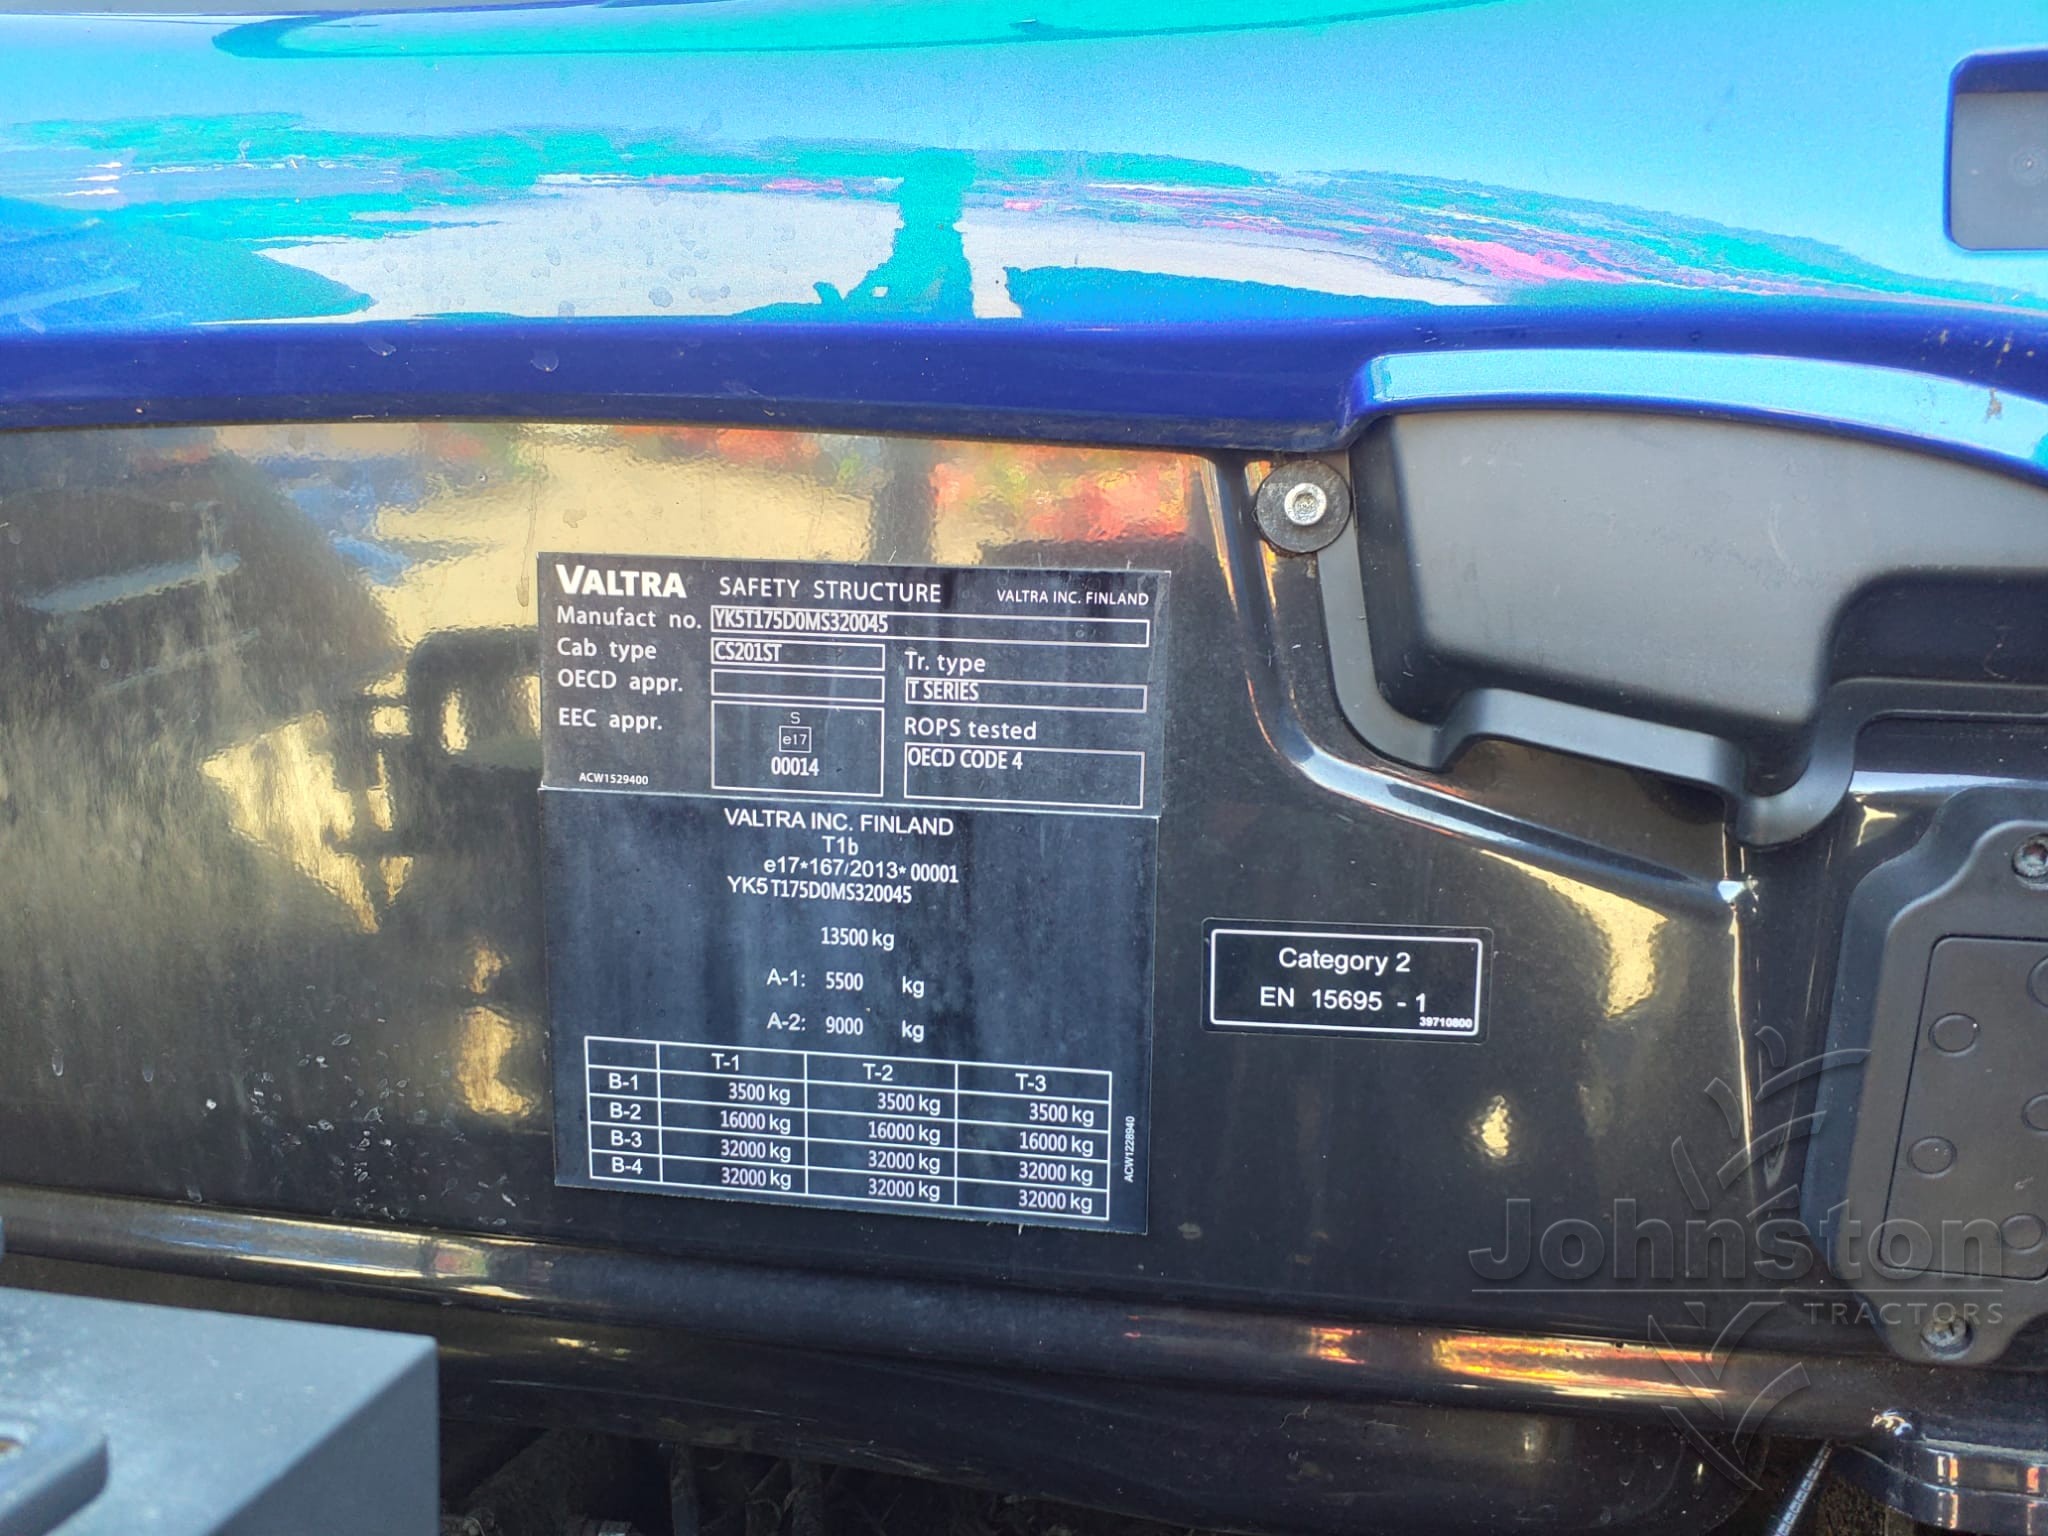 VALTRA SAFETY STRUCTURE VALTRA INC. FINLAND
Manufact no. YK5T175D0MS320045
Cab type CS201ST
Tr. type
OECD appr.
T SERIES
EEC appr.
S
e17
00014
ROPS tested
OECD CODE 4
ACW1529400
VALTRA INC. FINLAND
T1b
e17*167/2013*00001
YK5T175D0MS320045
13500 kg
A-1: 5500 kg
A-2: 9000 kg
T-1 T-2 T-3
B-1 3500 kg 3500 kg 3500 kg
B-2 16000 kg 16000 kg 16000 kg
B-3 32000 kg 32000 kg 32000 kg
B-4 32000 kg 32000 kg 32000 kg
ACW1228940
Category 2
EN 15695 - 1
39710800
Johnston
TRACTORS